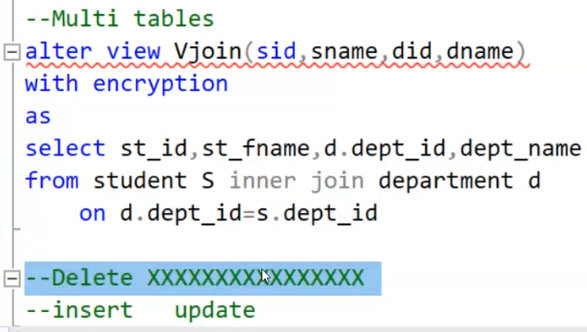 --Multi tables
alter view Vjoin(sid,sname,did,dname)
with encryption
as
select st_id,st_fname,d.dept_id,dept_name
from student S inner join department d
on d.dept_id=s.dept_id
--Delete XXXXXXXXXXXXXXXX
--insert   update